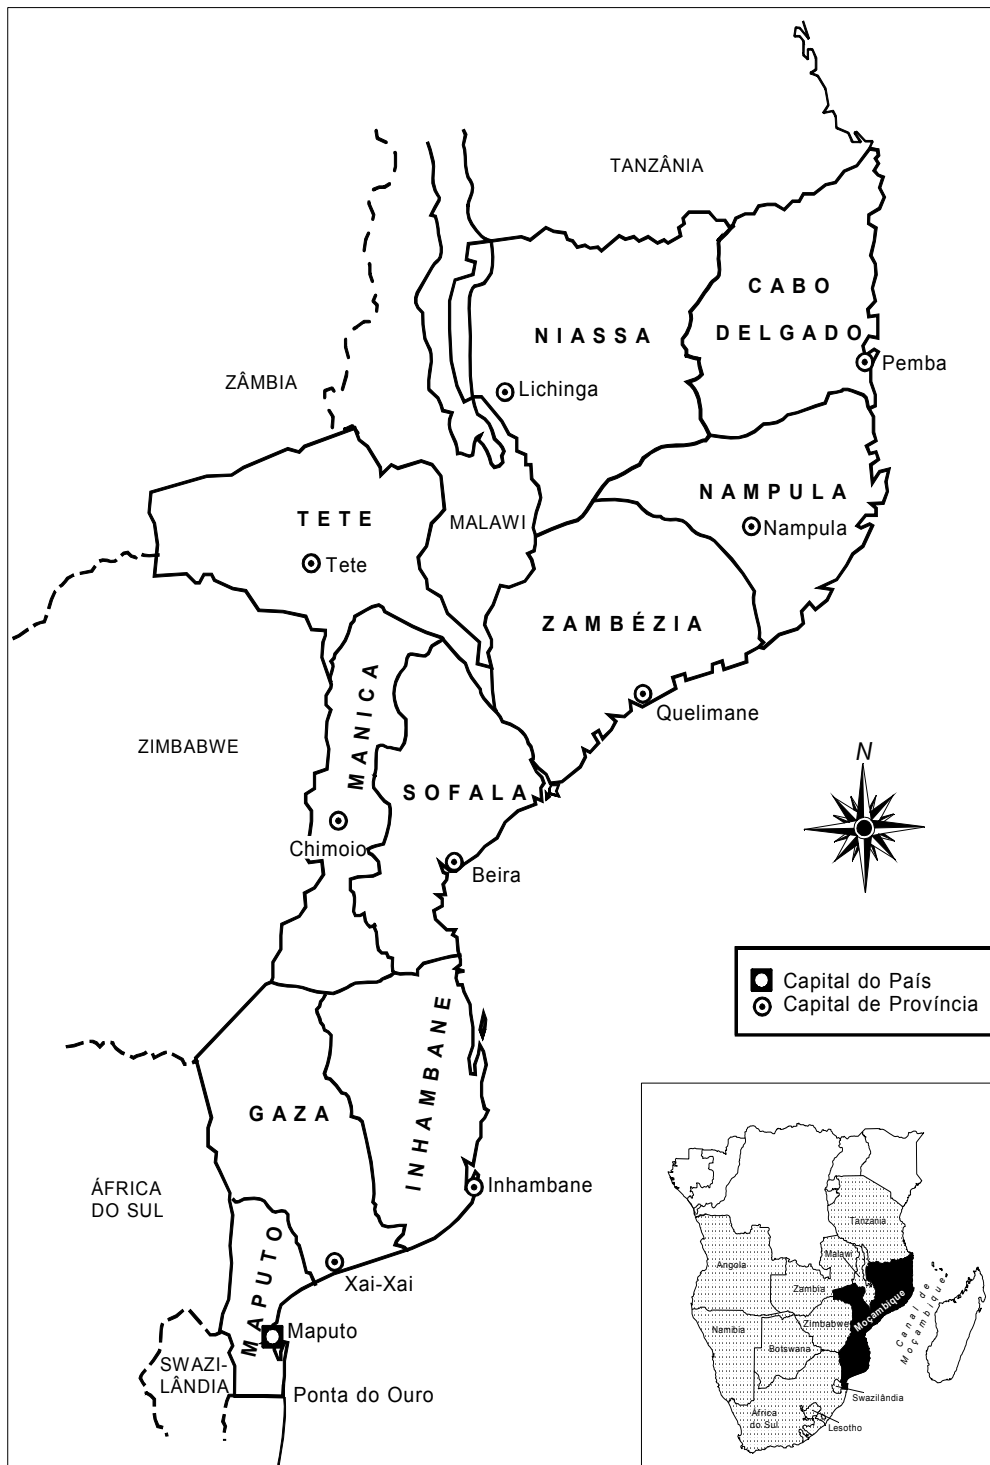 TANZÂNIA
CABO
DELGADO
NIASSA
Pemba
ZÂMBIA
Lichinga
NAMPULA
TETE
MALAWI
Nampula
Tete
ZAMBÉZIA
MANICA
Quelimane
ZIMBABWE
N
SOFALA
Chimoio
Beira
Capital do País
Capital de Província
INHAMBANE
GAZA
Inhambane
ÁFRICA
DO SUL
MAPUTO
Xai-Xai
Maputo
SWAZI-
LÂNDIA
Ponta do Ouro
Tanzania
Malawi
Angola
Zambia
Moçambique
Canal de
Moçambique
Zimbabwe
Namibia
Botswana
Swazilândia
África
do Sul
Lesotho